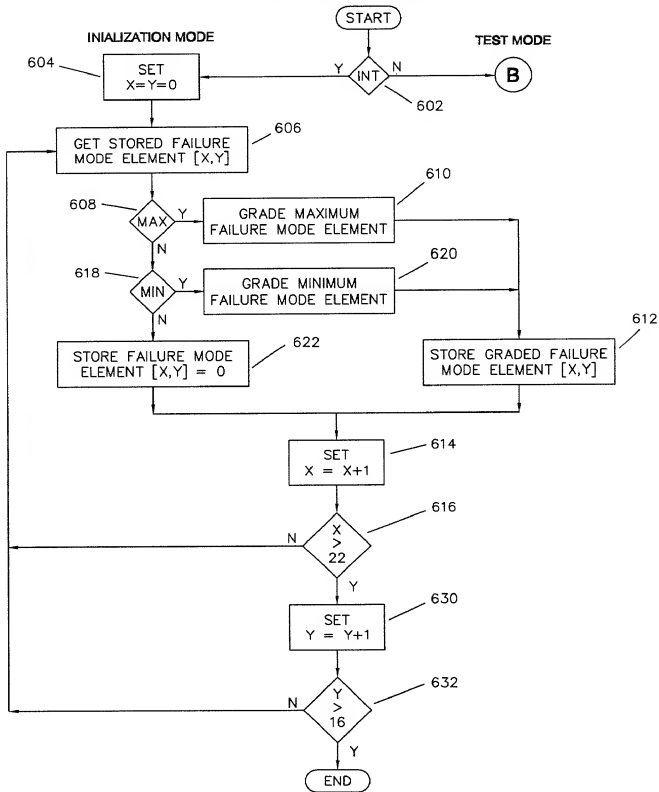 START
INIALIZATION MODE
TEST MODE
604
SET
X=Y=0
Y
INT
N
B
602
606
GET STORED FAILURE
MODE ELEMENT [X,Y]
608
MAX
Y
N
610
GRADE MAXIMUM
FAILURE MODE ELEMENT
618
MIN
Y
N
620
GRADE MINIMUM
FAILURE MODE ELEMENT
622
STORE FAILURE MODE
ELEMENT [X,Y] = 0
612
STORE GRADED FAILURE
MODE ELEMENT [X,Y]
614
SET
X = X+1
616
N
X
>
22
Y
630
SET
Y = Y+1
632
N
Y
>
16
Y
END